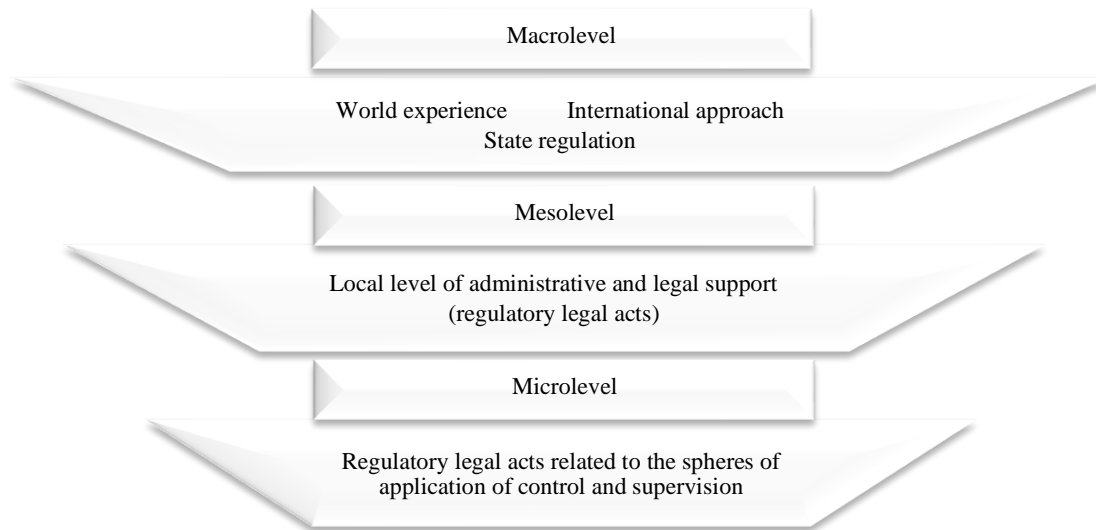 Macrolevel
World experience International approach
State regulation
Mesolevel
Local level of administrative and legal support
(regulatory legal acts)
Microlevel
Regulatory legal acts related to the spheres of
application of control and supervision